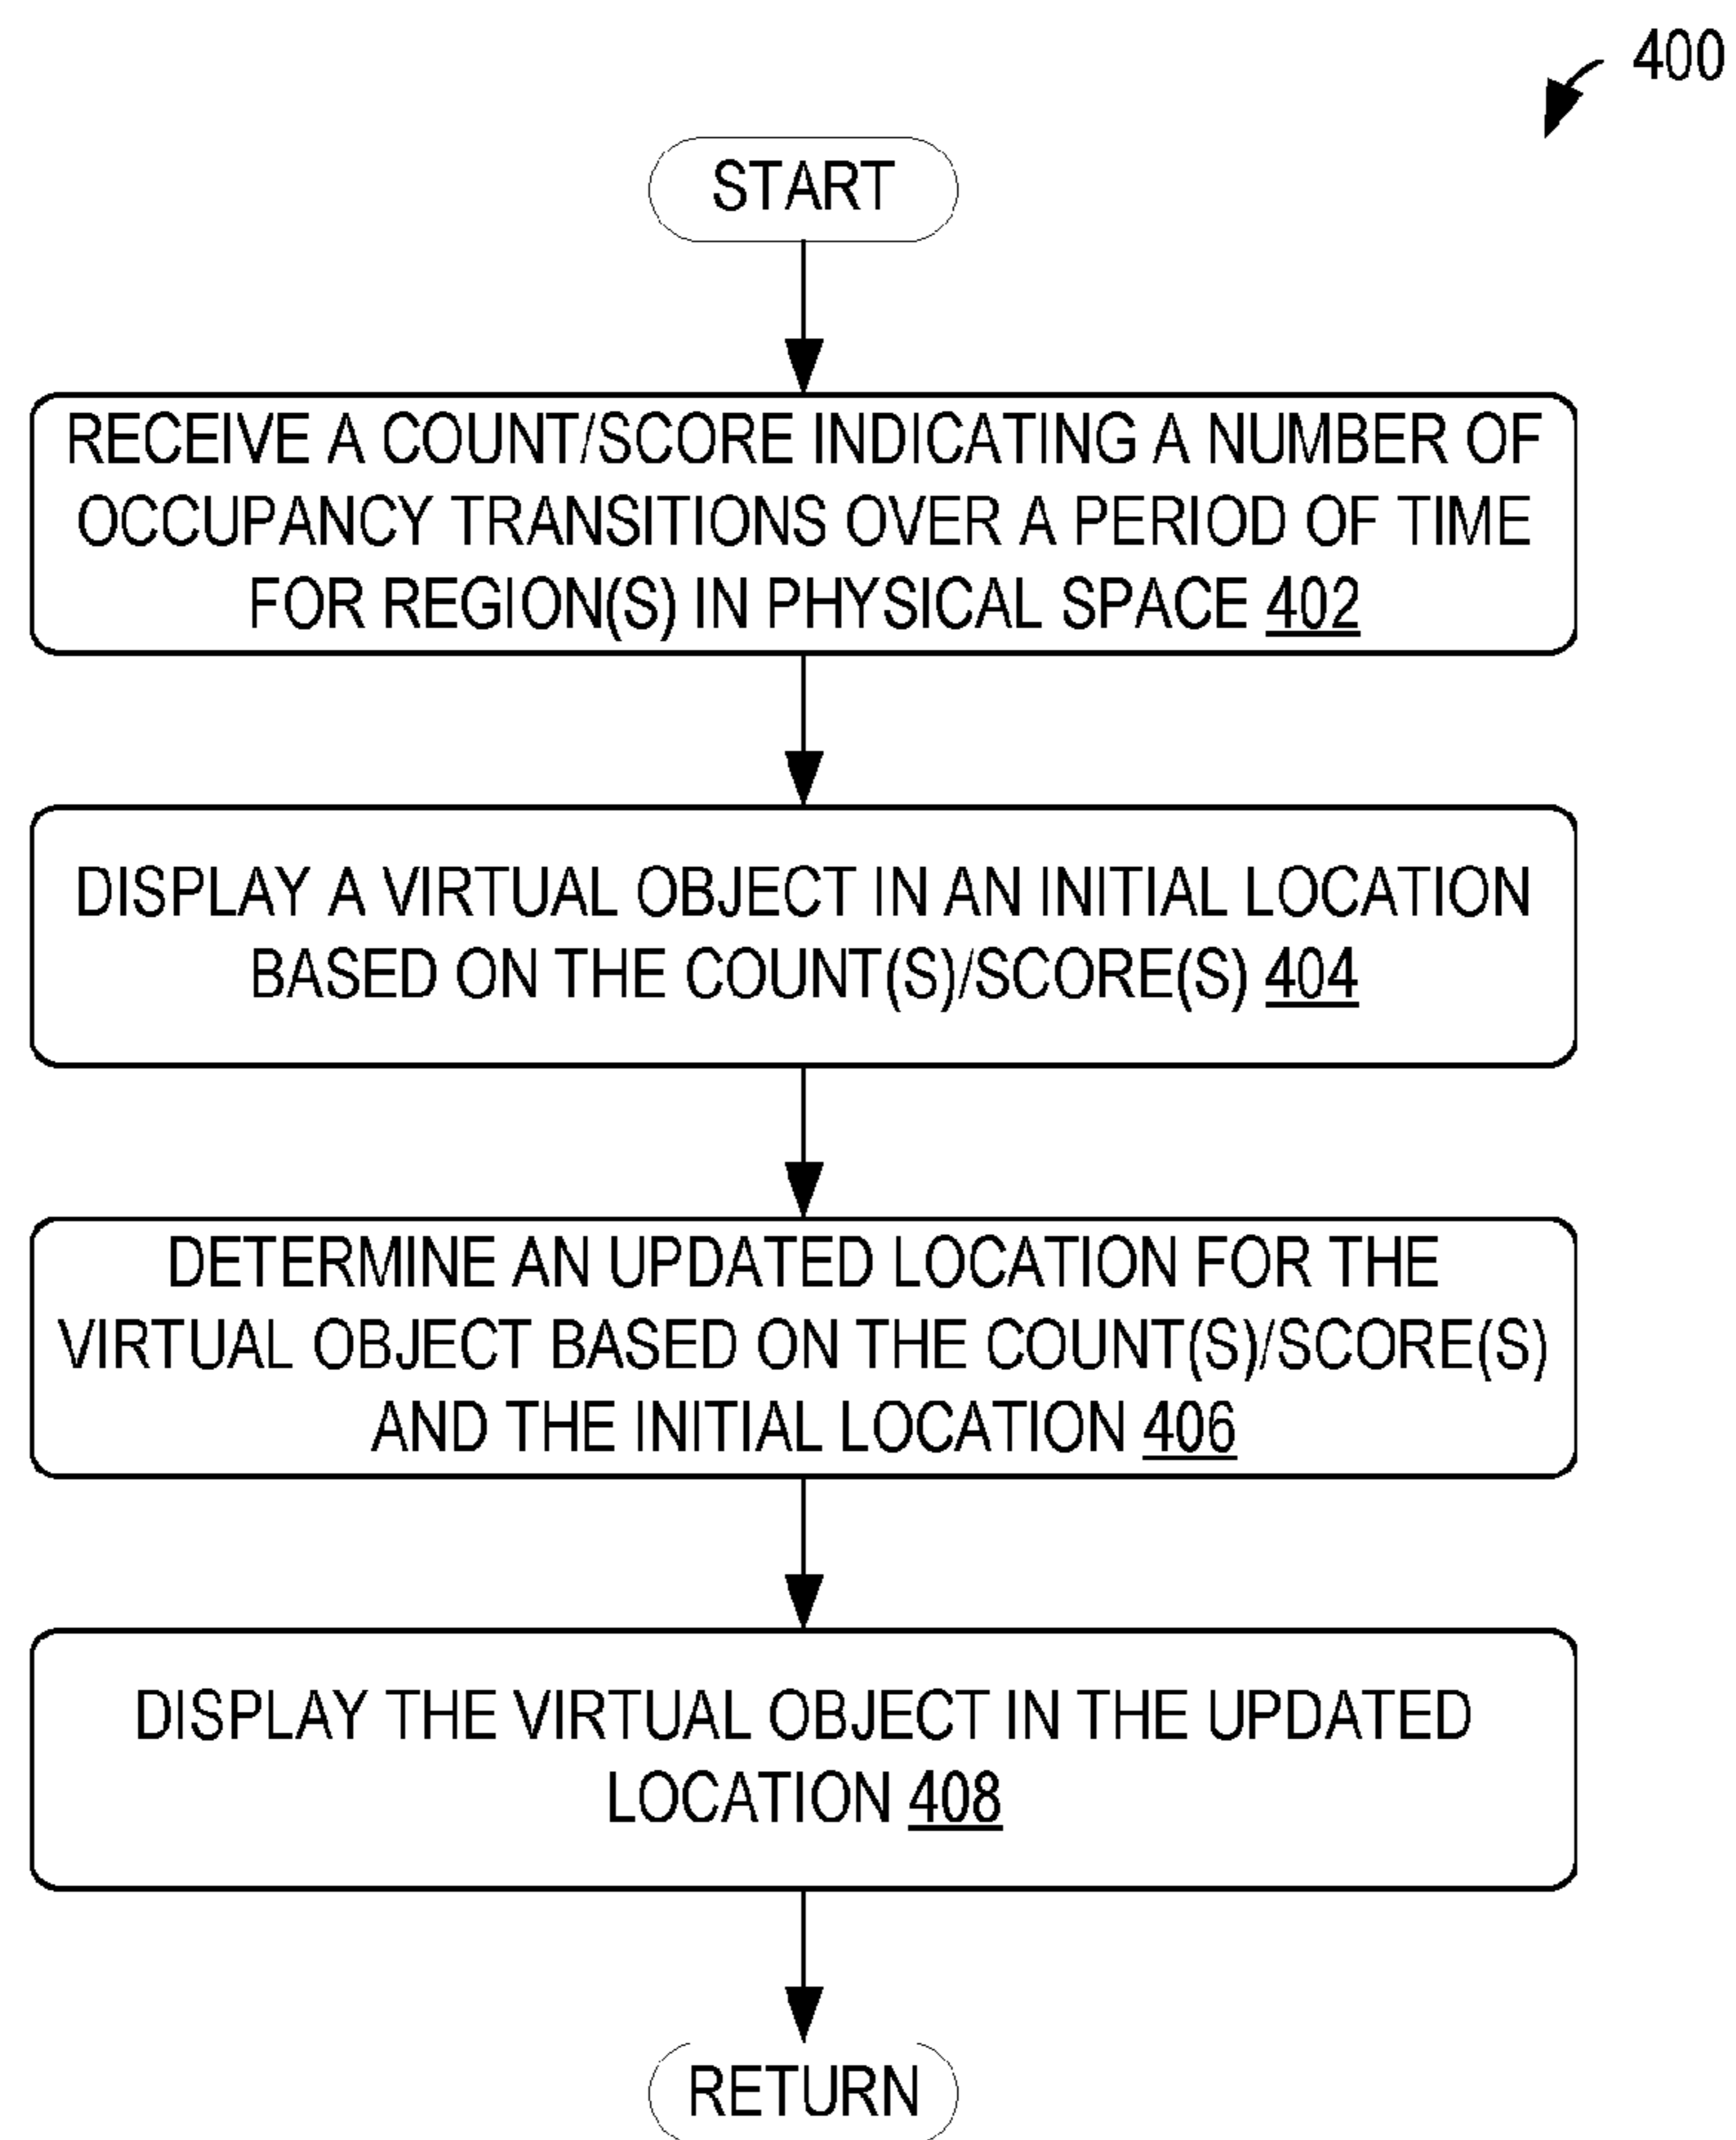 400
START
RECEIVE A COUNT/SCORE INDICATING A NUMBER OF
OCCUPANCY TRANSITIONS OVER A PERIOD OF TIME
FOR REGION(S) IN PHYSICAL SPACE 402
DISPLAY A VIRTUAL OBJECT IN AN INITIAL LOCATION
BASED ON THE COUNT(S)/SCORE(S) 404
DETERMINE AN UPDATED LOCATION FOR THE
VIRTUAL OBJECT BASED ON THE COUNT(S)/SCORE(S)
AND THE INITIAL LOCATION 406
DISPLAY THE VIRTUAL OBJECT IN THE UPDATED
LOCATION 408
RETURN